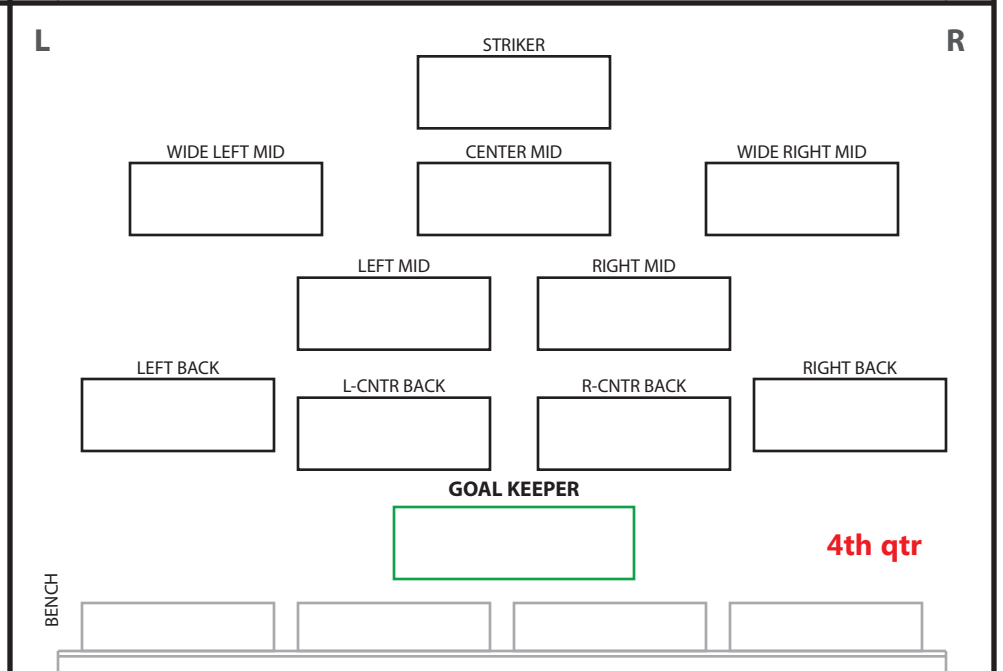 L
R
STRIKER
WIDE LEFT MID
CENTER MID
WIDE RIGHT MID
LEFT MID
RIGHT MID
LEFT BACK
L-CNTR BACK
R-CNTR BACK
RIGHT BACK
GOAL KEEPER
4th qtr
BENCH